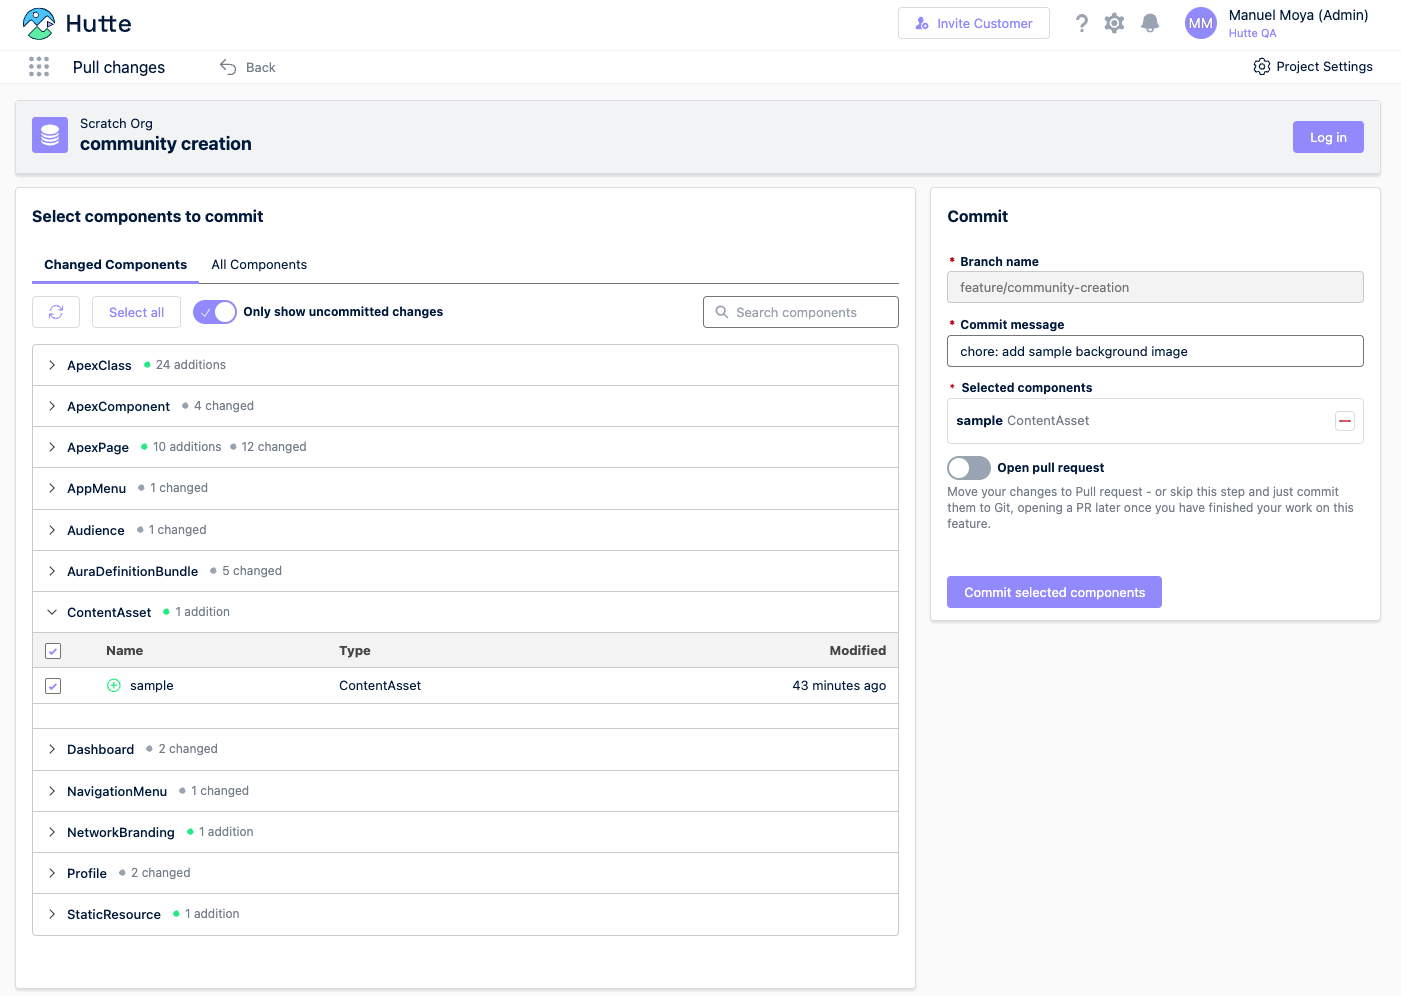 Hutte
Invite Customer
?
MM
Manuel Moya (Admin)
Hutte QA
Pull changes
Back
Project Settings
Scratch Org
community creation
Log in
Select components to commit
Changed Components
All Components
Select all
Only show uncommitted changes
Search components
ApexClass 24 additions
ApexComponent 4 changed
ApexPage 10 additions 12 changed
AppMenu 1 changed
Audience 1 changed
AuraDefinitionBundle 5 changed
ContentAsset 1 addition
Name Type Modified
sample ContentAsset 43 minutes ago
Dashboard 2 changed
NavigationMenu 1 changed
NetworkBranding 1 addition
Profile 2 changed
StaticResource 1 addition
Commit
* Branch name
feature/community-creation
* Commit message
chore: add sample background image
* Selected components
sample ContentAsset
Open pull request
Move your changes to Pull request - or skip this step and just commit
them to Git, opening a PR later once you have finished your work on this
feature.
Commit selected components